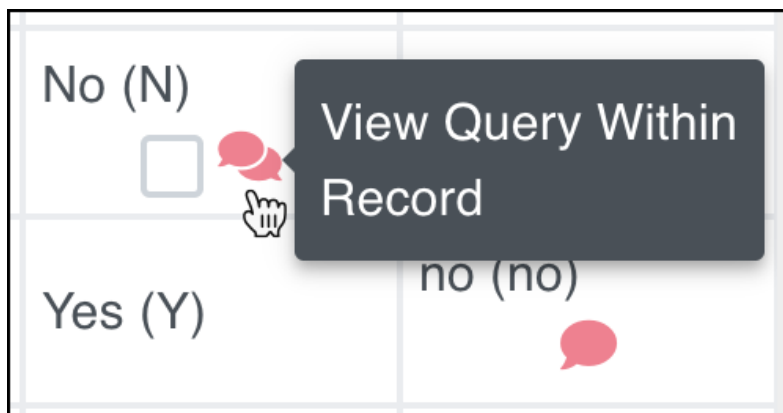 No (N)
View Query Within
Record
no (no)
Yes (Y)